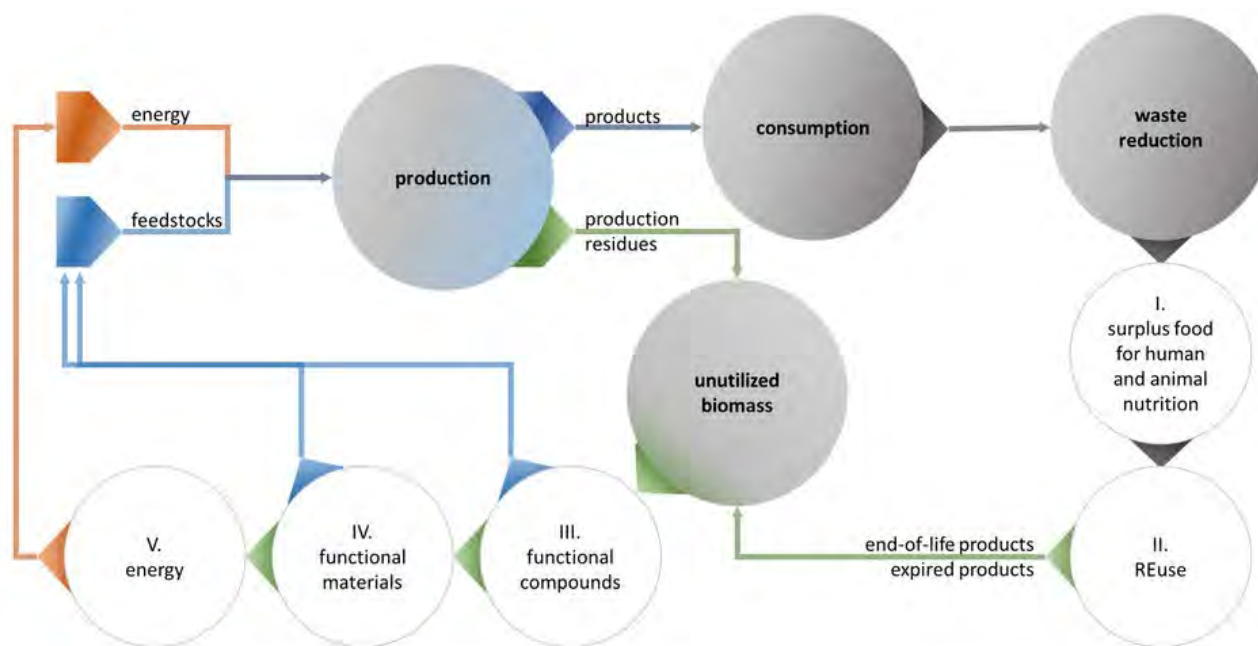 energy
feedstocks
production
products
production
residues
consumption
waste
reduction
I.
surplus food
for human
and animal
nutrition
unutilized
biomass
V.
energy
IV.
functional
materials
III.
functional
compounds
end-of-life products
expired products
II.
REuse